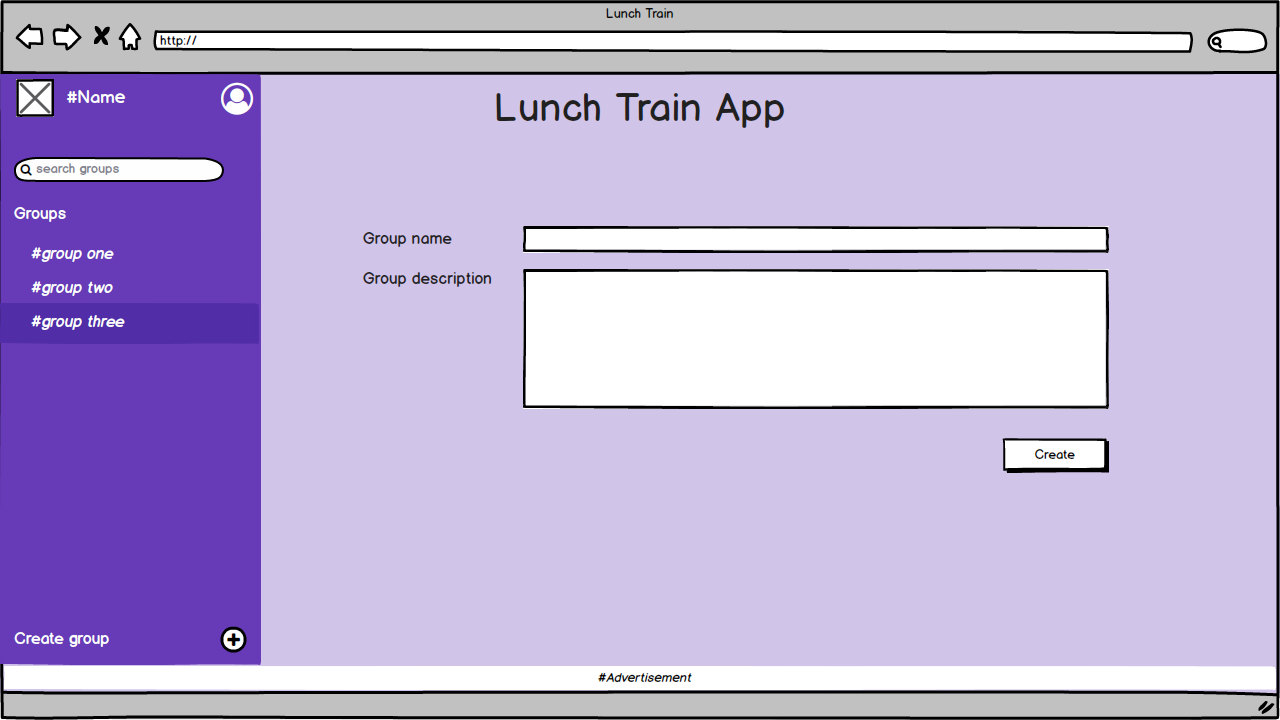 Lunch Train
http://
#Name
Lunch Train App
search groups
Groups
#group one
#group two
#group three
Group name
Group description
Create
Create group
#Advertisement